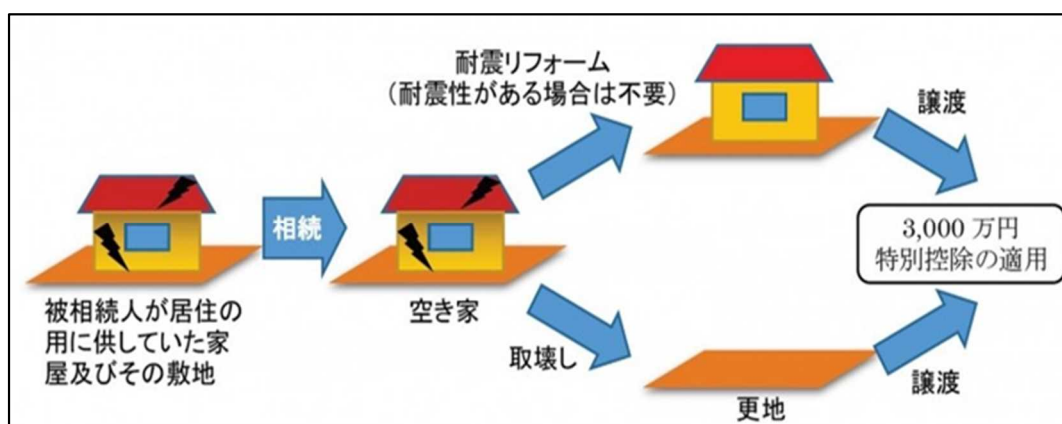 耐震リフォーム
（耐震性がある場合は不要）
譲渡
相続
3,000 万円
特別控除の適用
被相続人が居住の
用に供していた家
屋及びその敷地
空き家
取壊し
更地
譲渡